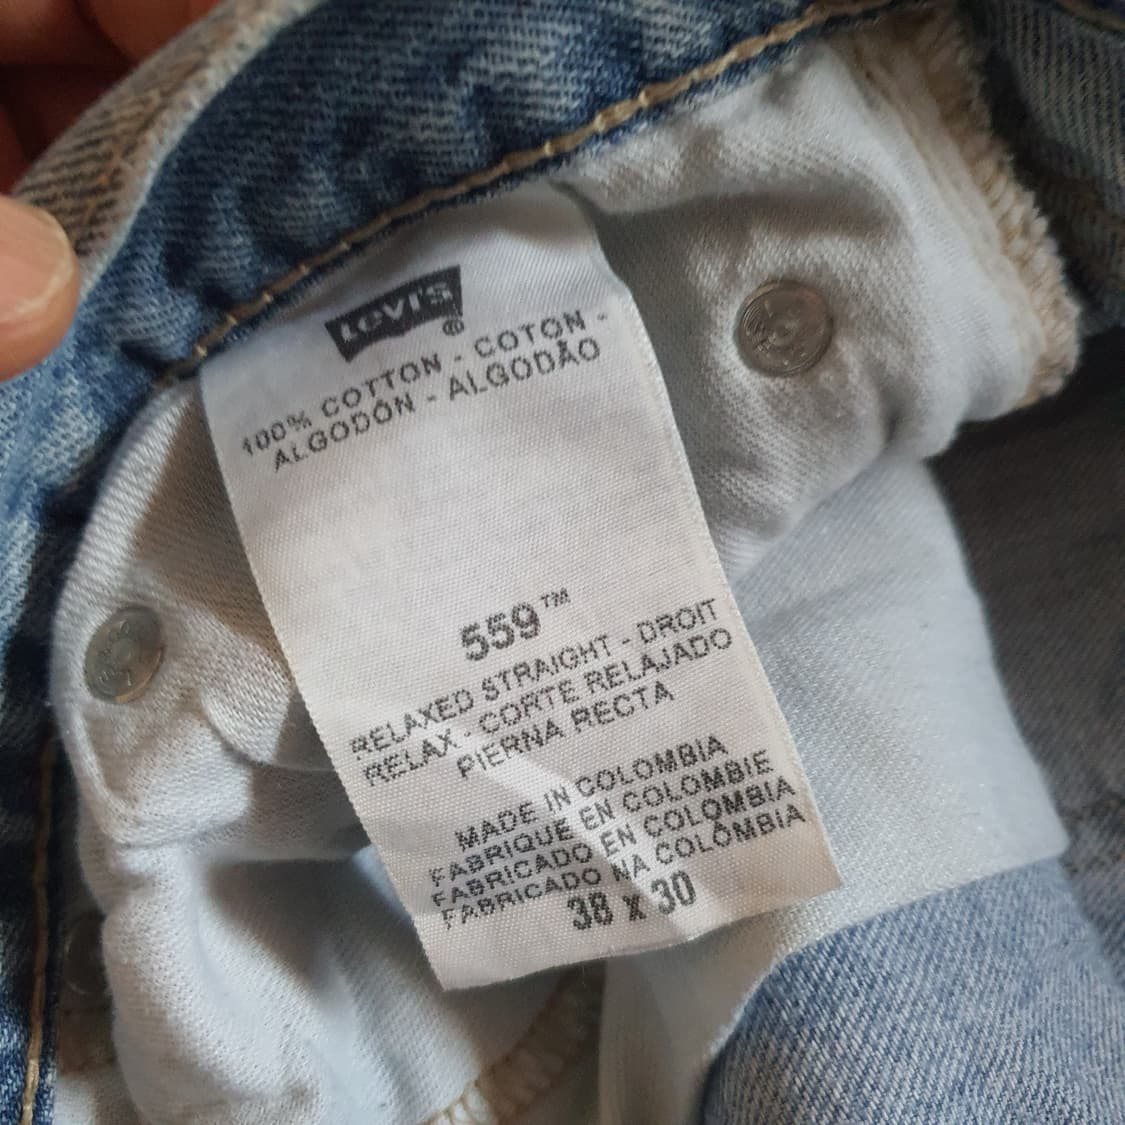 Levi's®
100% COTTON - COTON -
ALGODÓN - ALGODÃO
559™
RELAXED STRAIGHT - DROIT
RELAX - CORTE RELAJADO
PIERNA RECTA
MADE IN COLOMBIA
FABRIQUE EN COLOMBIE
FABRICADO EN COLOMBIA
FABRICADO NA COLÔMBIA
38 x 30